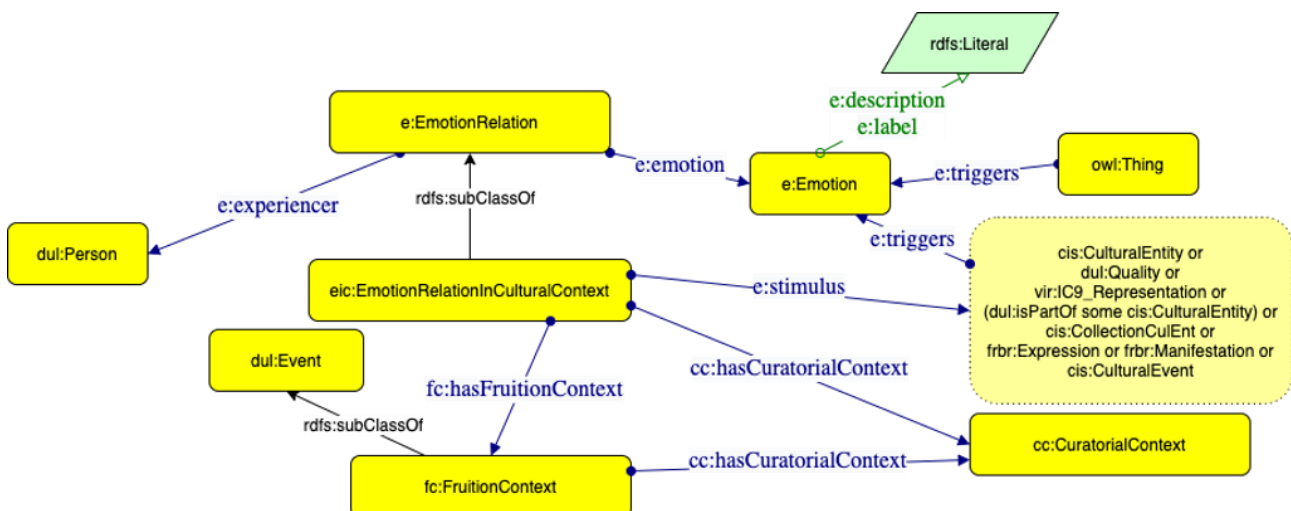 rdfs:Literal
e:description
e:label
e:EmotionRelation
e:emotion
e:Emotion
e:triggers
owl:Thing
rdfs:subClassOf
e:experiencer
dul:Person
e:triggers
cis:CulturalEntity or
dul:Quality or
vir:IC9_Representation or
(dul:isPartOf some cis:CulturalEntity) or
cis:CollectionCulEnt or
frbr:Expression or frbr:Manifestation or
cis:CulturalEvent
eic:EmotionRelationInCulturalContext
e:stimulus
dul:Event
fc:hasFruitionContext
cc:hasCuratorialContext
rdfs:subClassOf
cc:CuratorialContext
cc:hasCuratorialContext
fc:FruitionContext